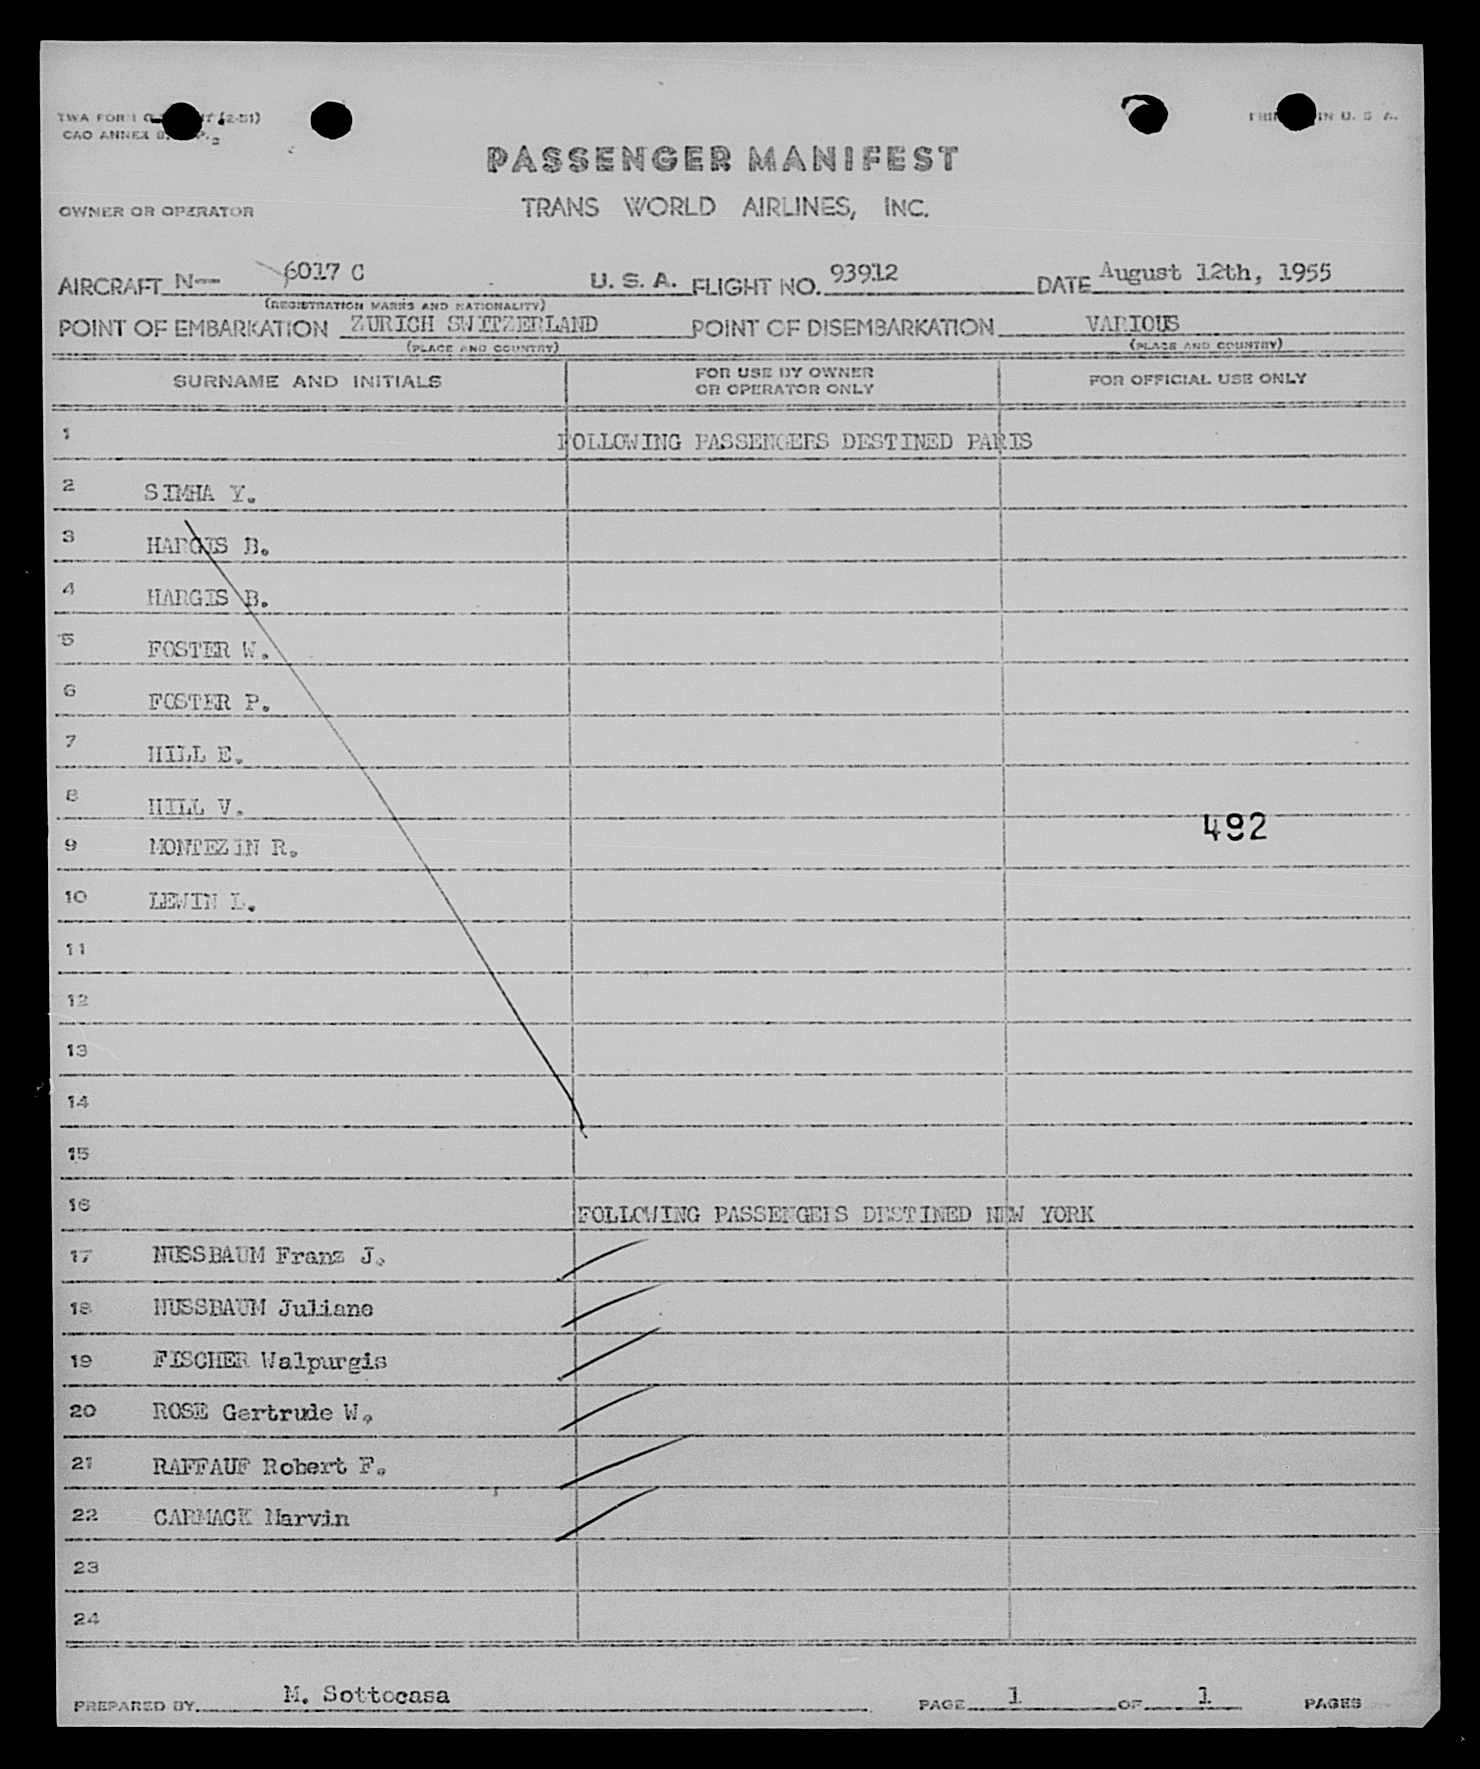 PRINTED IN U. S. A.
PASSENGER MANIFEST
OWNER OR OPERATOR TRANS WORLD AIRLINES, INC.
AIRCRAFT N-- 6017 C U. S. A. FLIGHT NO. 93912 DATE August 12th, 1955
(REGISTRATION MARKS AND NATIONALITY)
POINT OF EMBARKATION ZURICH SWITZERLAND POINT OF DISEMBARKATION VARIOUS
(PLACE AND COUNTRY) (PLACE AND COUNTRY)
SURNAME AND INITIALS FOR USE BY OWNER OR OPERATOR ONLY FOR OFFICIAL USE ONLY
1 FOLLOWING PASSENGERS DESTINED PARIS
2 SIMHA Y.
3 HARGIS B.
4 HARGIS B.
5 FOSTER W.
6 FOSTER P.
7 HILL E.
8 HILL V.
492
9 MONTEZIN R.
10 LEWIN L.
11
12
13
14
15
16 FOLLOWING PASSENGERS DESTINED NEW YORK
17 NUSSBAUM Franz J.
18 NUSSBAUM Juliane
19 FISCHER Walpurgis
20 ROSE Gertrude W.
21 RAFFAUF Robert F.
22 CARMACK Marvin
23
24
PREPARED BY M. Sottocasa PAGE 1 OF 1 PAGES